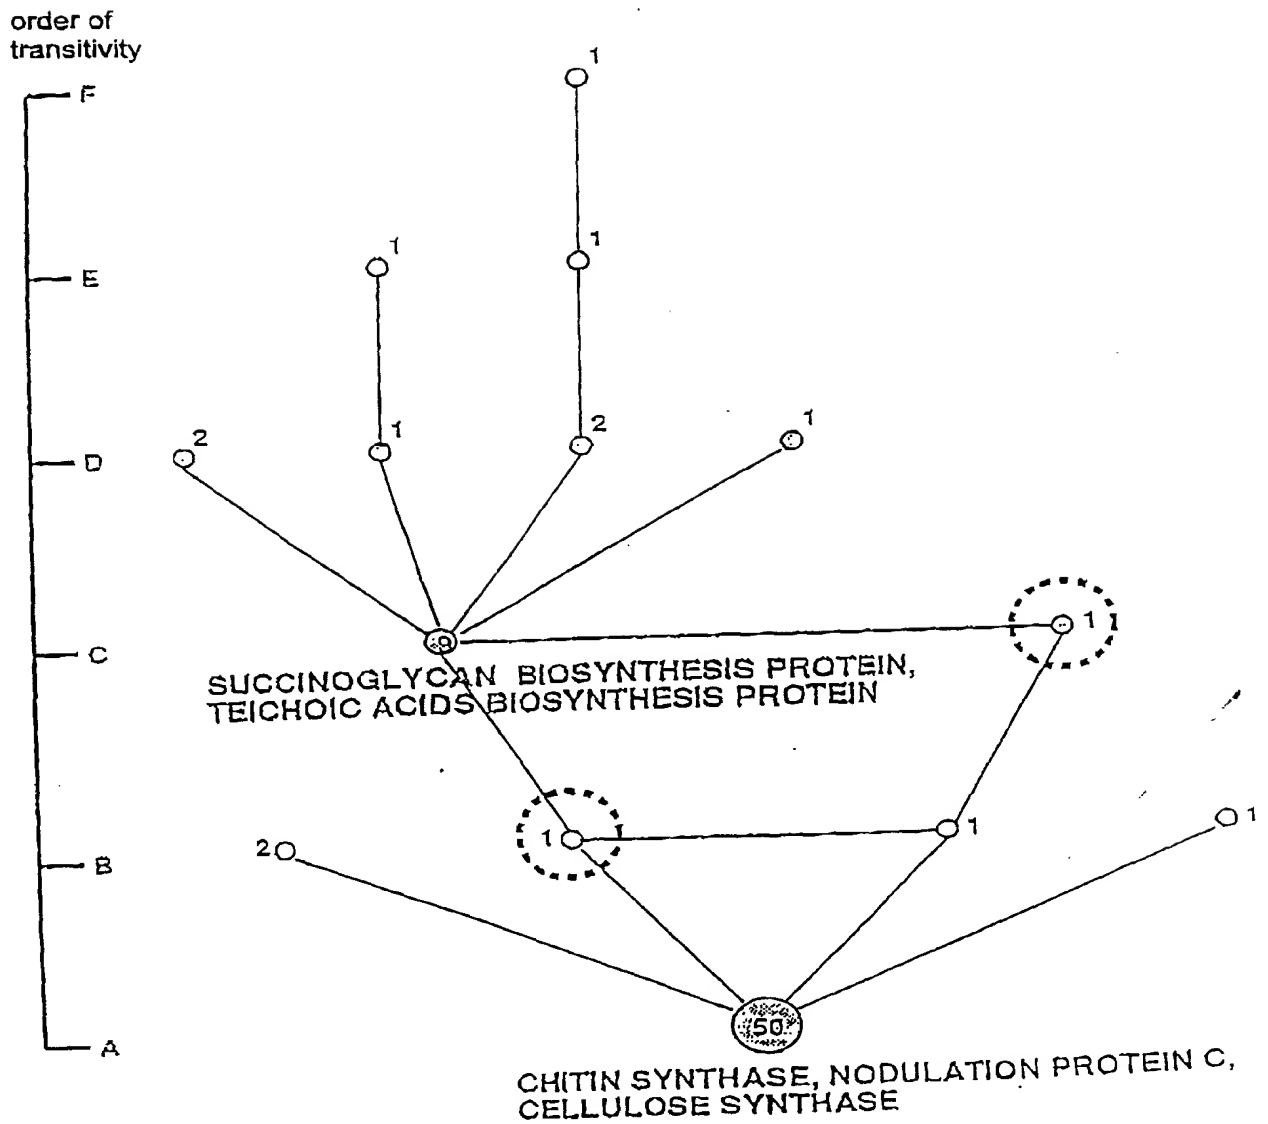 order of
transitivity
1
F
1
1
E
1
2
1
2
D
1
C
9
SUCCINOGLYCAN BIOSYNTHESIS PROTEIN,
TEICHOIC ACIDS BIOSYNTHESIS PROTEIN
1
2
1
1
B
50
A
CHITIN SYNTHASE, NODULATION PROTEIN C,
CELLULOSE SYNTHASE